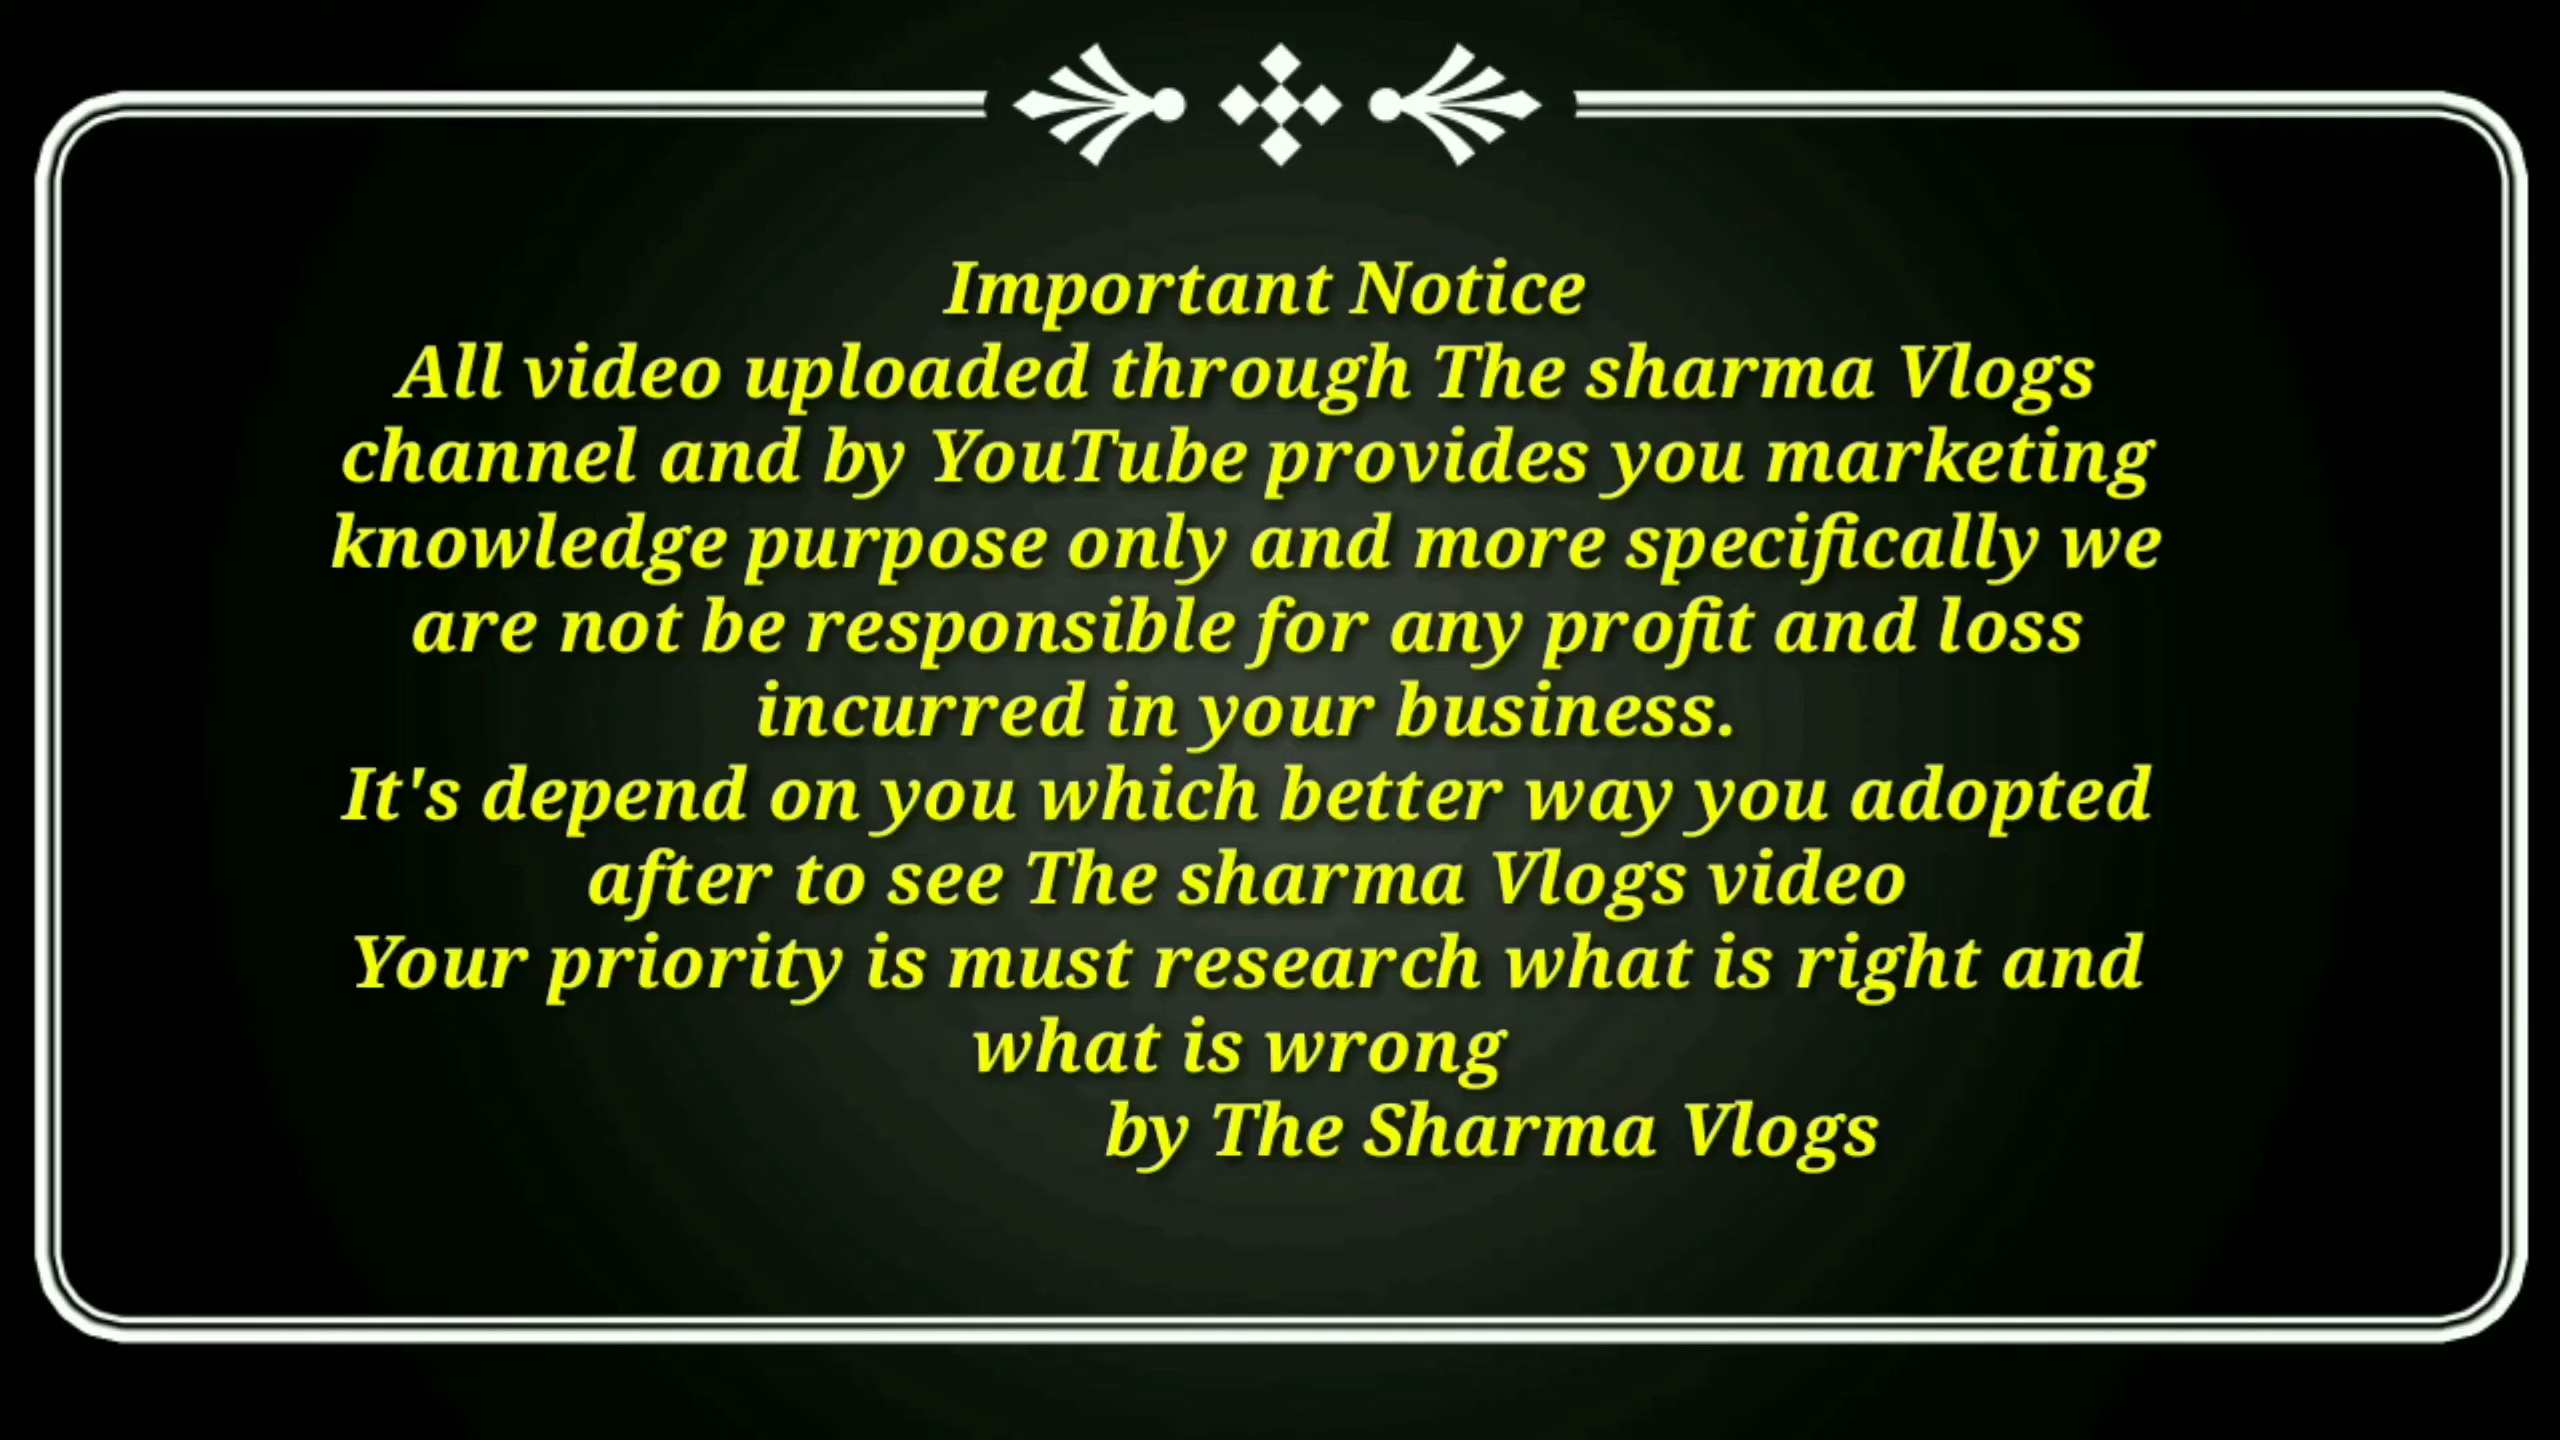 Important Notice
All video uploaded through The sharma Vlogs
channel and by YouTube provides you marketing
knowledge purpose only and more specifically we
are not be responsible for any profit and loss
incurred in your business.
It's depend on you which better way you adopted
after to see The sharma Vlogs video
Your priority is must research what is right and
what is wrong
by The Sharma Vlogs